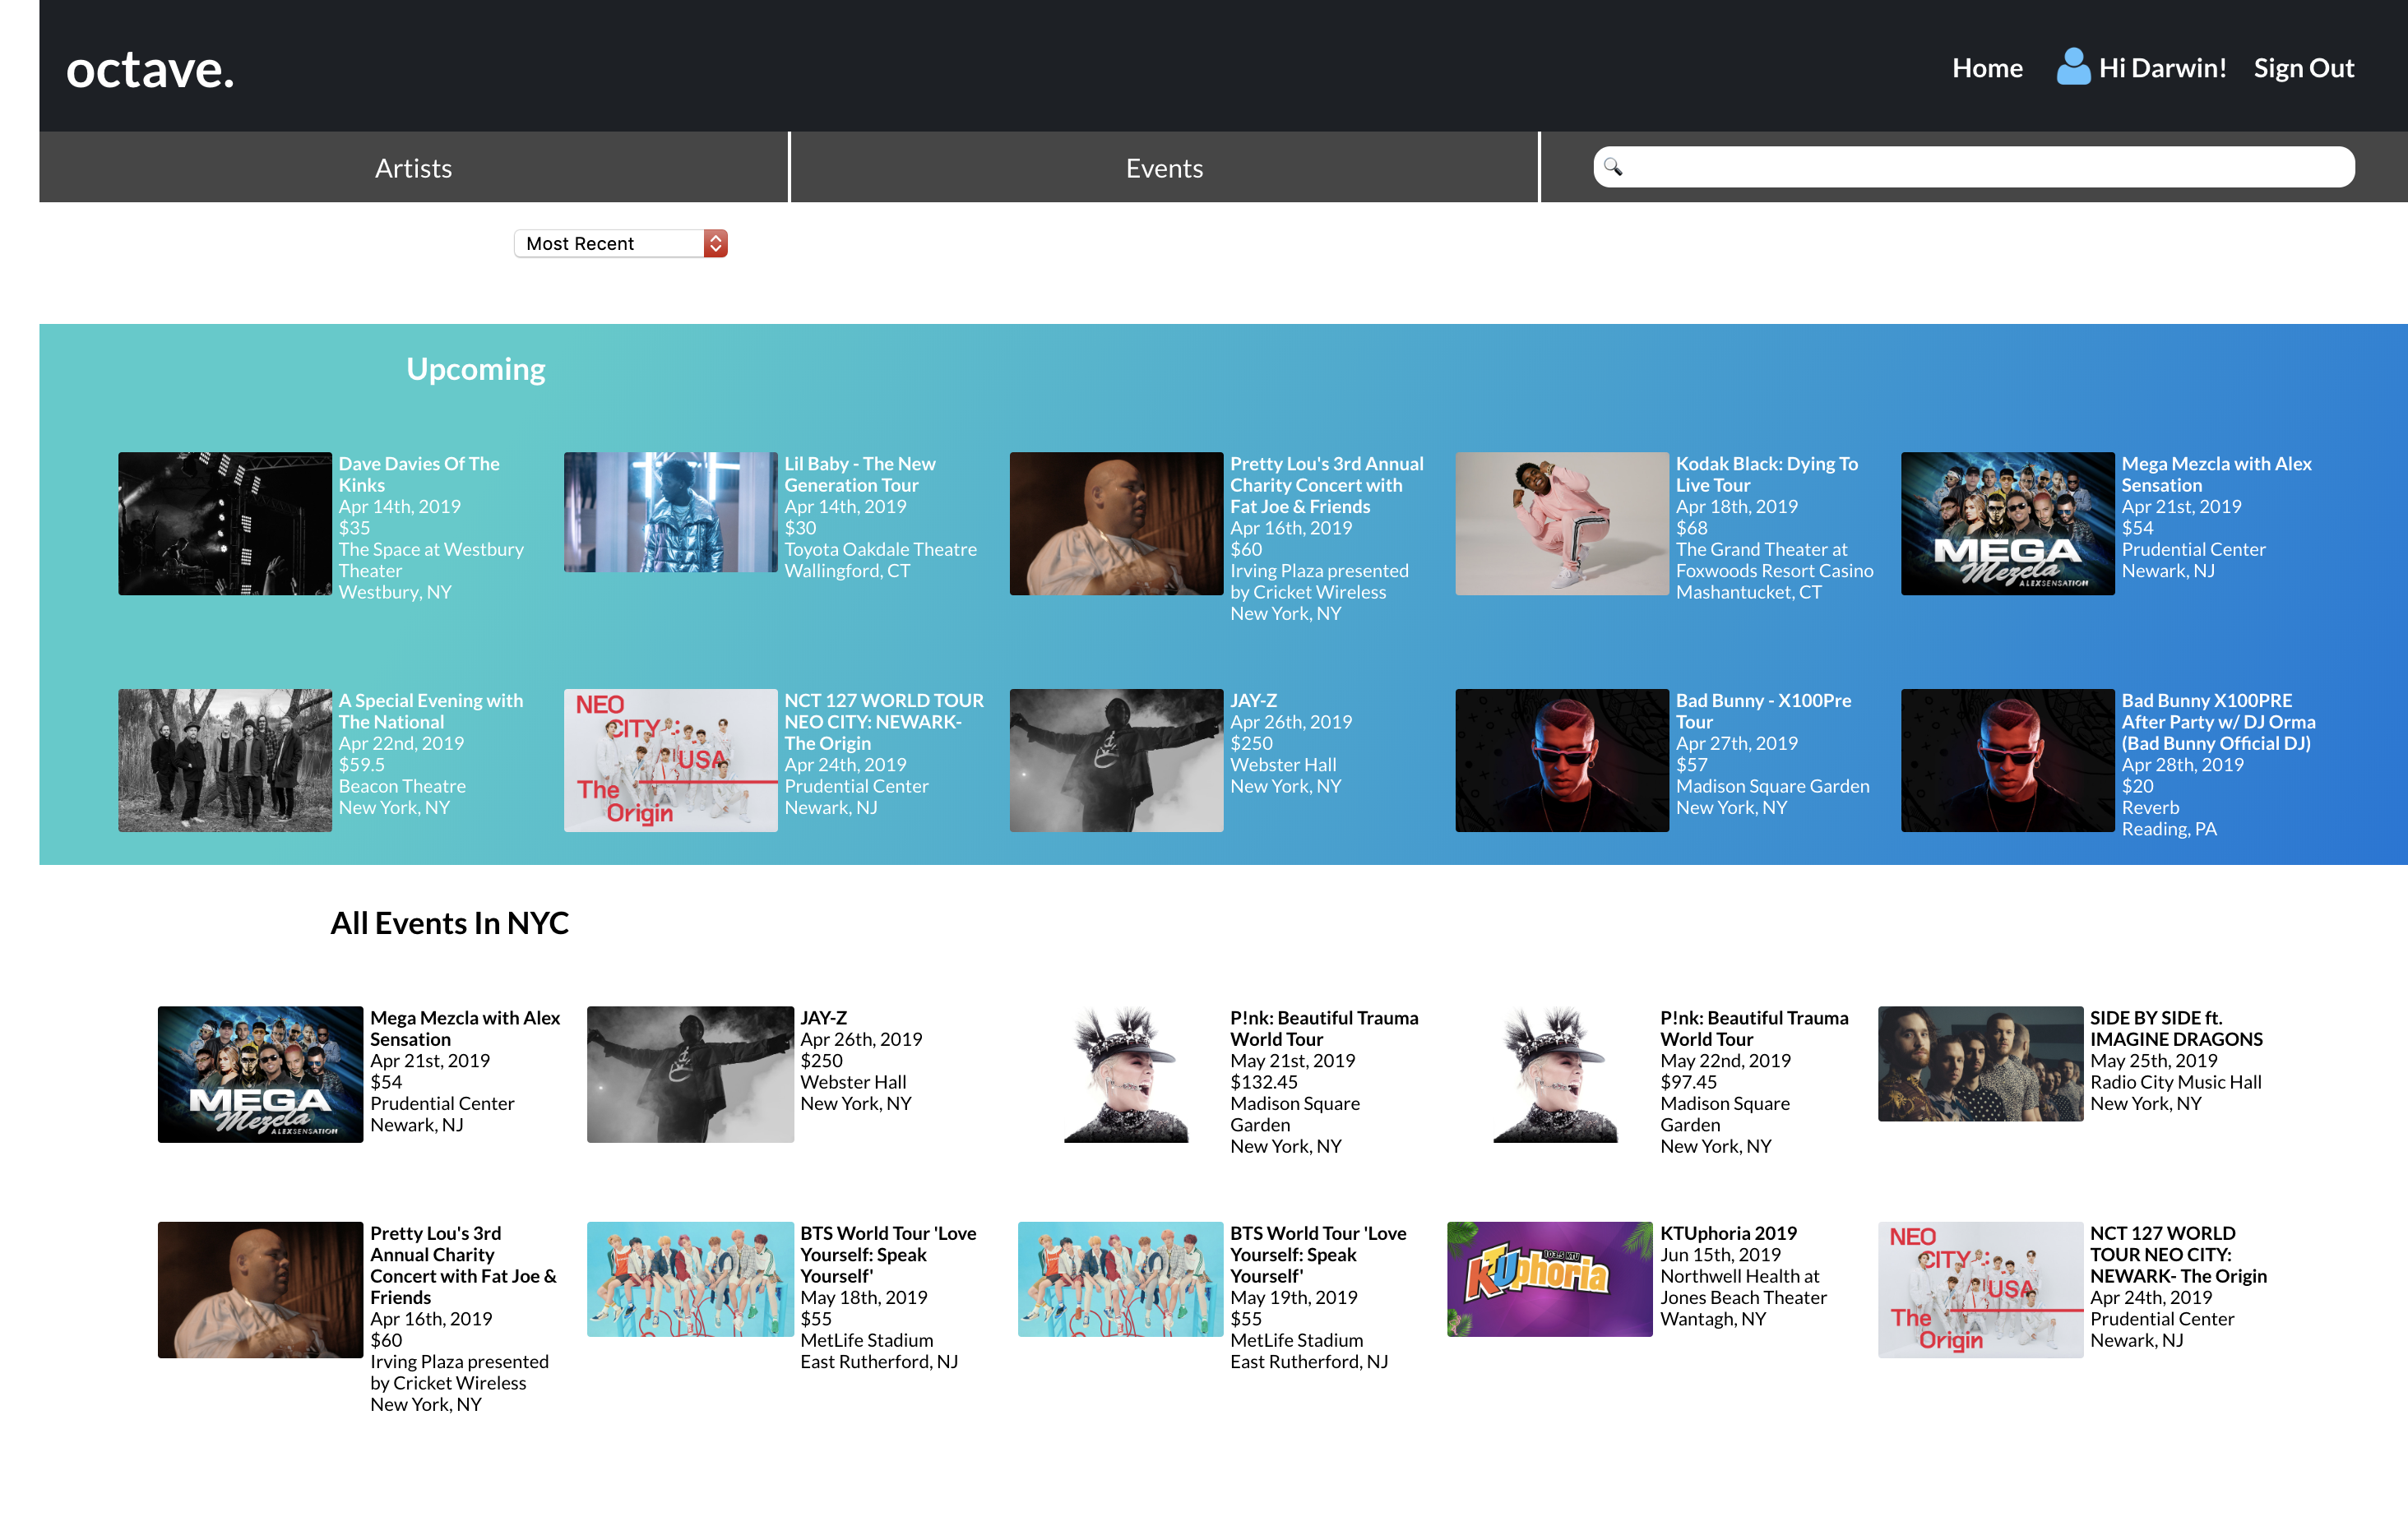 octave.
Home
Hi Darwin!
Sign Out
Artists
Events
Most Recent
Upcoming
Dave Davies Of The
Kinks
Apr 14th, 2019
$35
The Space at Westbury
Theater
Westbury, NY
Lil Baby - The New
Generation Tour
Apr 14th, 2019
$30
Toyota Oakdale Theatre
Wallingford, CT
Pretty Lou's 3rd Annual
Charity Concert with
Fat Joe & Friends
Apr 16th, 2019
$60
Irving Plaza presented
by Cricket Wireless
New York, NY
Kodak Black: Dying To
Live Tour
Apr 18th, 2019
$68
The Grand Theater at
Foxwoods Resort Casino
Mashantucket, CT
MEGA
Mezcla
ALEXSENSATION
Mega Mezcla with Alex
Sensation
Apr 21st, 2019
$54
Prudential Center
Newark, NJ
A Special Evening with
The National
Apr 22nd, 2019
$59.5
Beacon Theatre
New York, NY
NEO
CITY :
USA
The
Origin
NCT 127 WORLD TOUR
NEO CITY: NEWARK-
The Origin
Apr 24th, 2019
Prudential Center
Newark, NJ
JAY-Z
Apr 26th, 2019
$250
Webster Hall
New York, NY
Bad Bunny - X100Pre
Tour
Apr 27th, 2019
$57
Madison Square Garden
New York, NY
Bad Bunny X100PRE
After Party w/ DJ Orma
(Bad Bunny Official DJ)
Apr 28th, 2019
$20
Reverb
Reading, PA
All Events In NYC
MEGA
Mezcla
ALEXSENSATION
Mega Mezcla with Alex
Sensation
Apr 21st, 2019
$54
Prudential Center
Newark, NJ
JAY-Z
Apr 26th, 2019
$250
Webster Hall
New York, NY
P!nk: Beautiful Trauma
World Tour
May 21st, 2019
$132.45
Madison Square
Garden
New York, NY
P!nk: Beautiful Trauma
World Tour
May 22nd, 2019
$97.45
Madison Square
Garden
New York, NY
SIDE BY SIDE ft.
IMAGINE DRAGONS
May 25th, 2019
Radio City Music Hall
New York, NY
Pretty Lou's 3rd
Annual Charity
Concert with Fat Joe &
Friends
Apr 16th, 2019
$60
Irving Plaza presented
by Cricket Wireless
New York, NY
BTS World Tour 'Love
Yourself: Speak
Yourself'
May 18th, 2019
$55
MetLife Stadium
East Rutherford, NJ
BTS World Tour 'Love
Yourself: Speak
Yourself'
May 19th, 2019
$55
MetLife Stadium
East Rutherford, NJ
103.5 KTU
KTUphoria
KTUphoria 2019
Jun 15th, 2019
Northwell Health at
Jones Beach Theater
Wantagh, NY
NEO
CITY :
USA
The
Origin
NCT 127 WORLD
TOUR NEO CITY:
NEWARK- The Origin
Apr 24th, 2019
Prudential Center
Newark, NJ